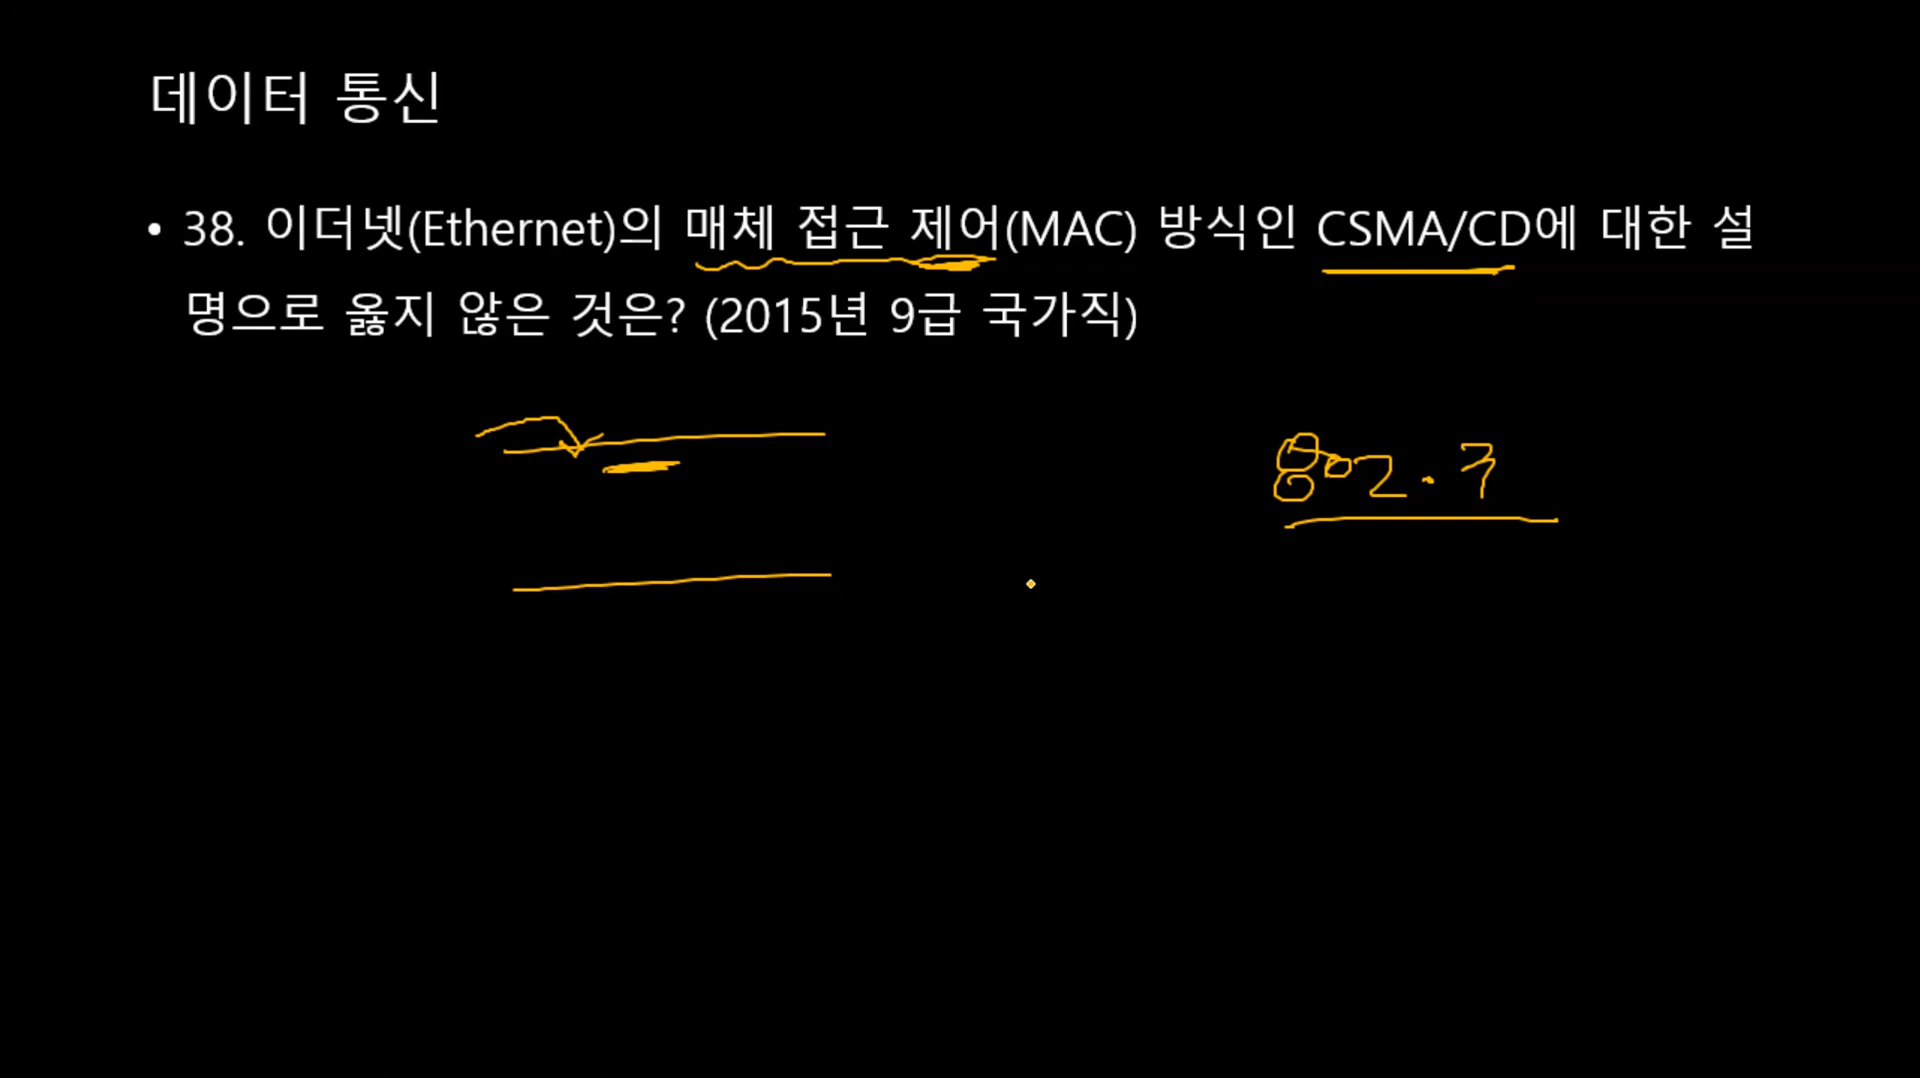 데이터 통신
• 38. 이더넷(Ethernet)의 매체 접근 제어(MAC) 방식인 CSMA/CD에 대한 설
명으로 옳지 않은 것은? (2015년 9급 국가직)
802.3